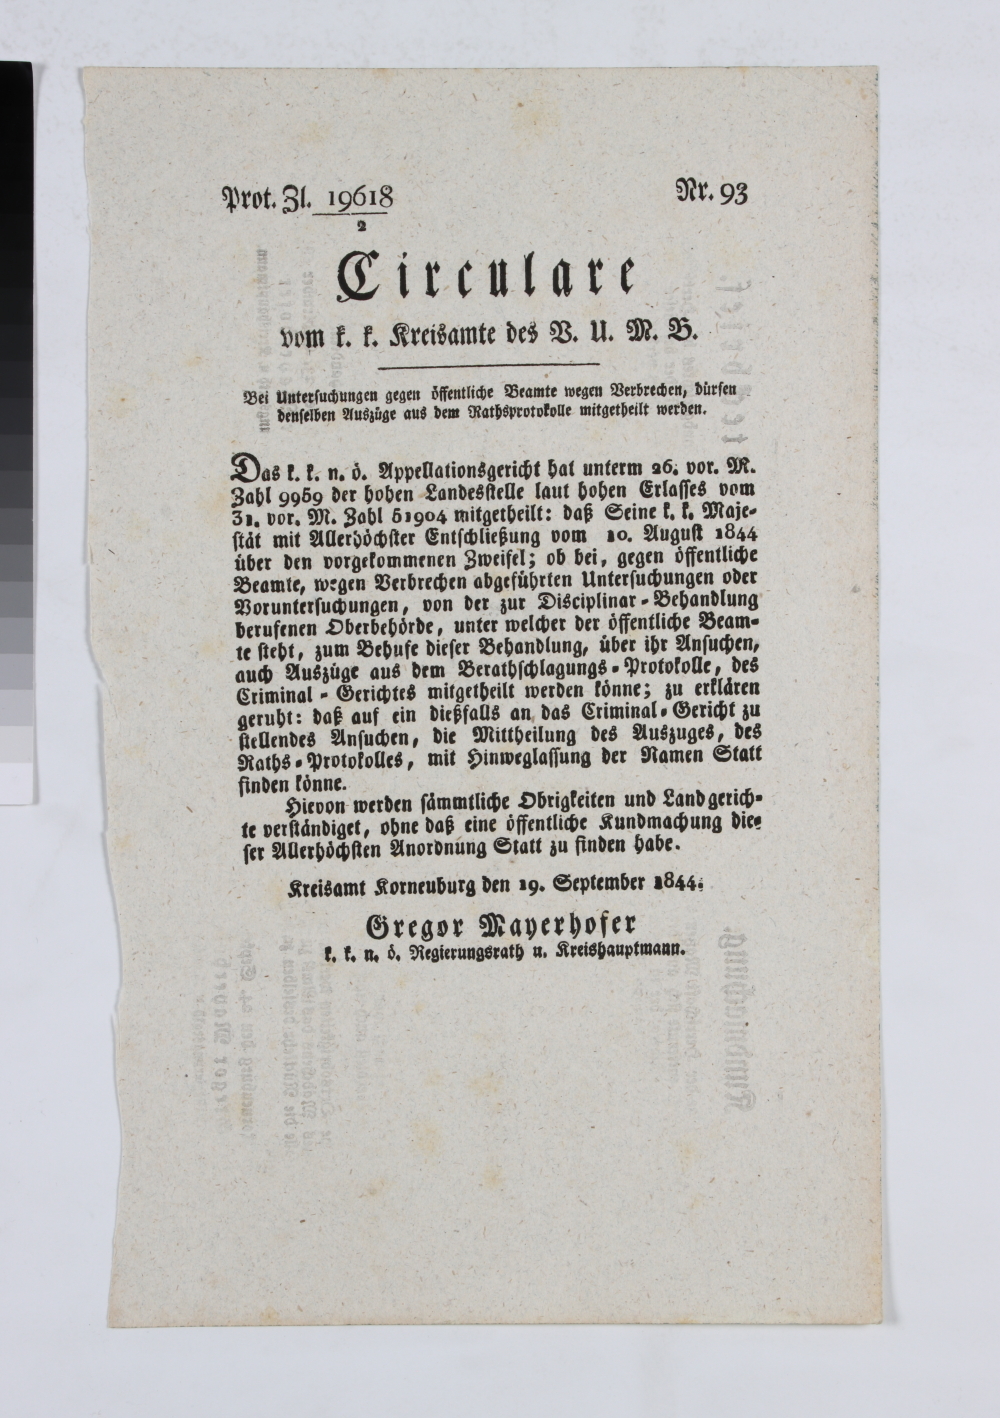 Prot. Zl. 19618
2
Nr. 93
Circulare
vom k. k. Kreisamte des V. U. M. B.
Bei Untersuchungen gegen öffentliche Beamte wegen Verbrechen, dürfen
denselben Auszüge aus dem Rathsprotokolle mitgetheilt werden.
Das k. k. n. ö. Appellationsgericht hat unterm 26. vor. M.
Zahl 9959 der hohen Landesstelle laut hohen Erlasses vom
31. vor. M. Zahl 51904 mitgetheilt: daß Seine k. k. Maje-
stät mit Allerhöchster Entschließung vom 10. August 1844
über den vorgekommenen Zweifel; ob bei, gegen öffentliche
Beamte, wegen Verbrechen abgeführten Untersuchungen oder
Voruntersuchungen, von der zur Disciplinar-Behandlung
berufenen Oberbehörde, unter welcher der öffentliche Beam-
te steht, zum Behufe dieser Behandlung, über ihr Ansuchen,
auch Auszüge aus dem Berathschlagungs-Protokolle, des
Criminal-Gerichtes mitgetheilt werden könne; zu erklären
geruht: daß auf ein dießfalls an das Criminal-Gericht zu
stellendes Ansuchen, die Mittheilung des Auszuges, des
Raths-Protokolles, mit Hinweglassung der Namen Statt
finden könne.
Hievon werden sämmtliche Obrigkeiten und Landgerich-
te verständiget, ohne daß eine öffentliche Kundmachung die-
ser Allerhöchsten Anordnung Statt zu finden habe.
Kreisamt Korneuburg den 19. September 1844.
Gregor Mayerhofer
k. k. n. ö. Regierungsrath u. Kreishauptmann.